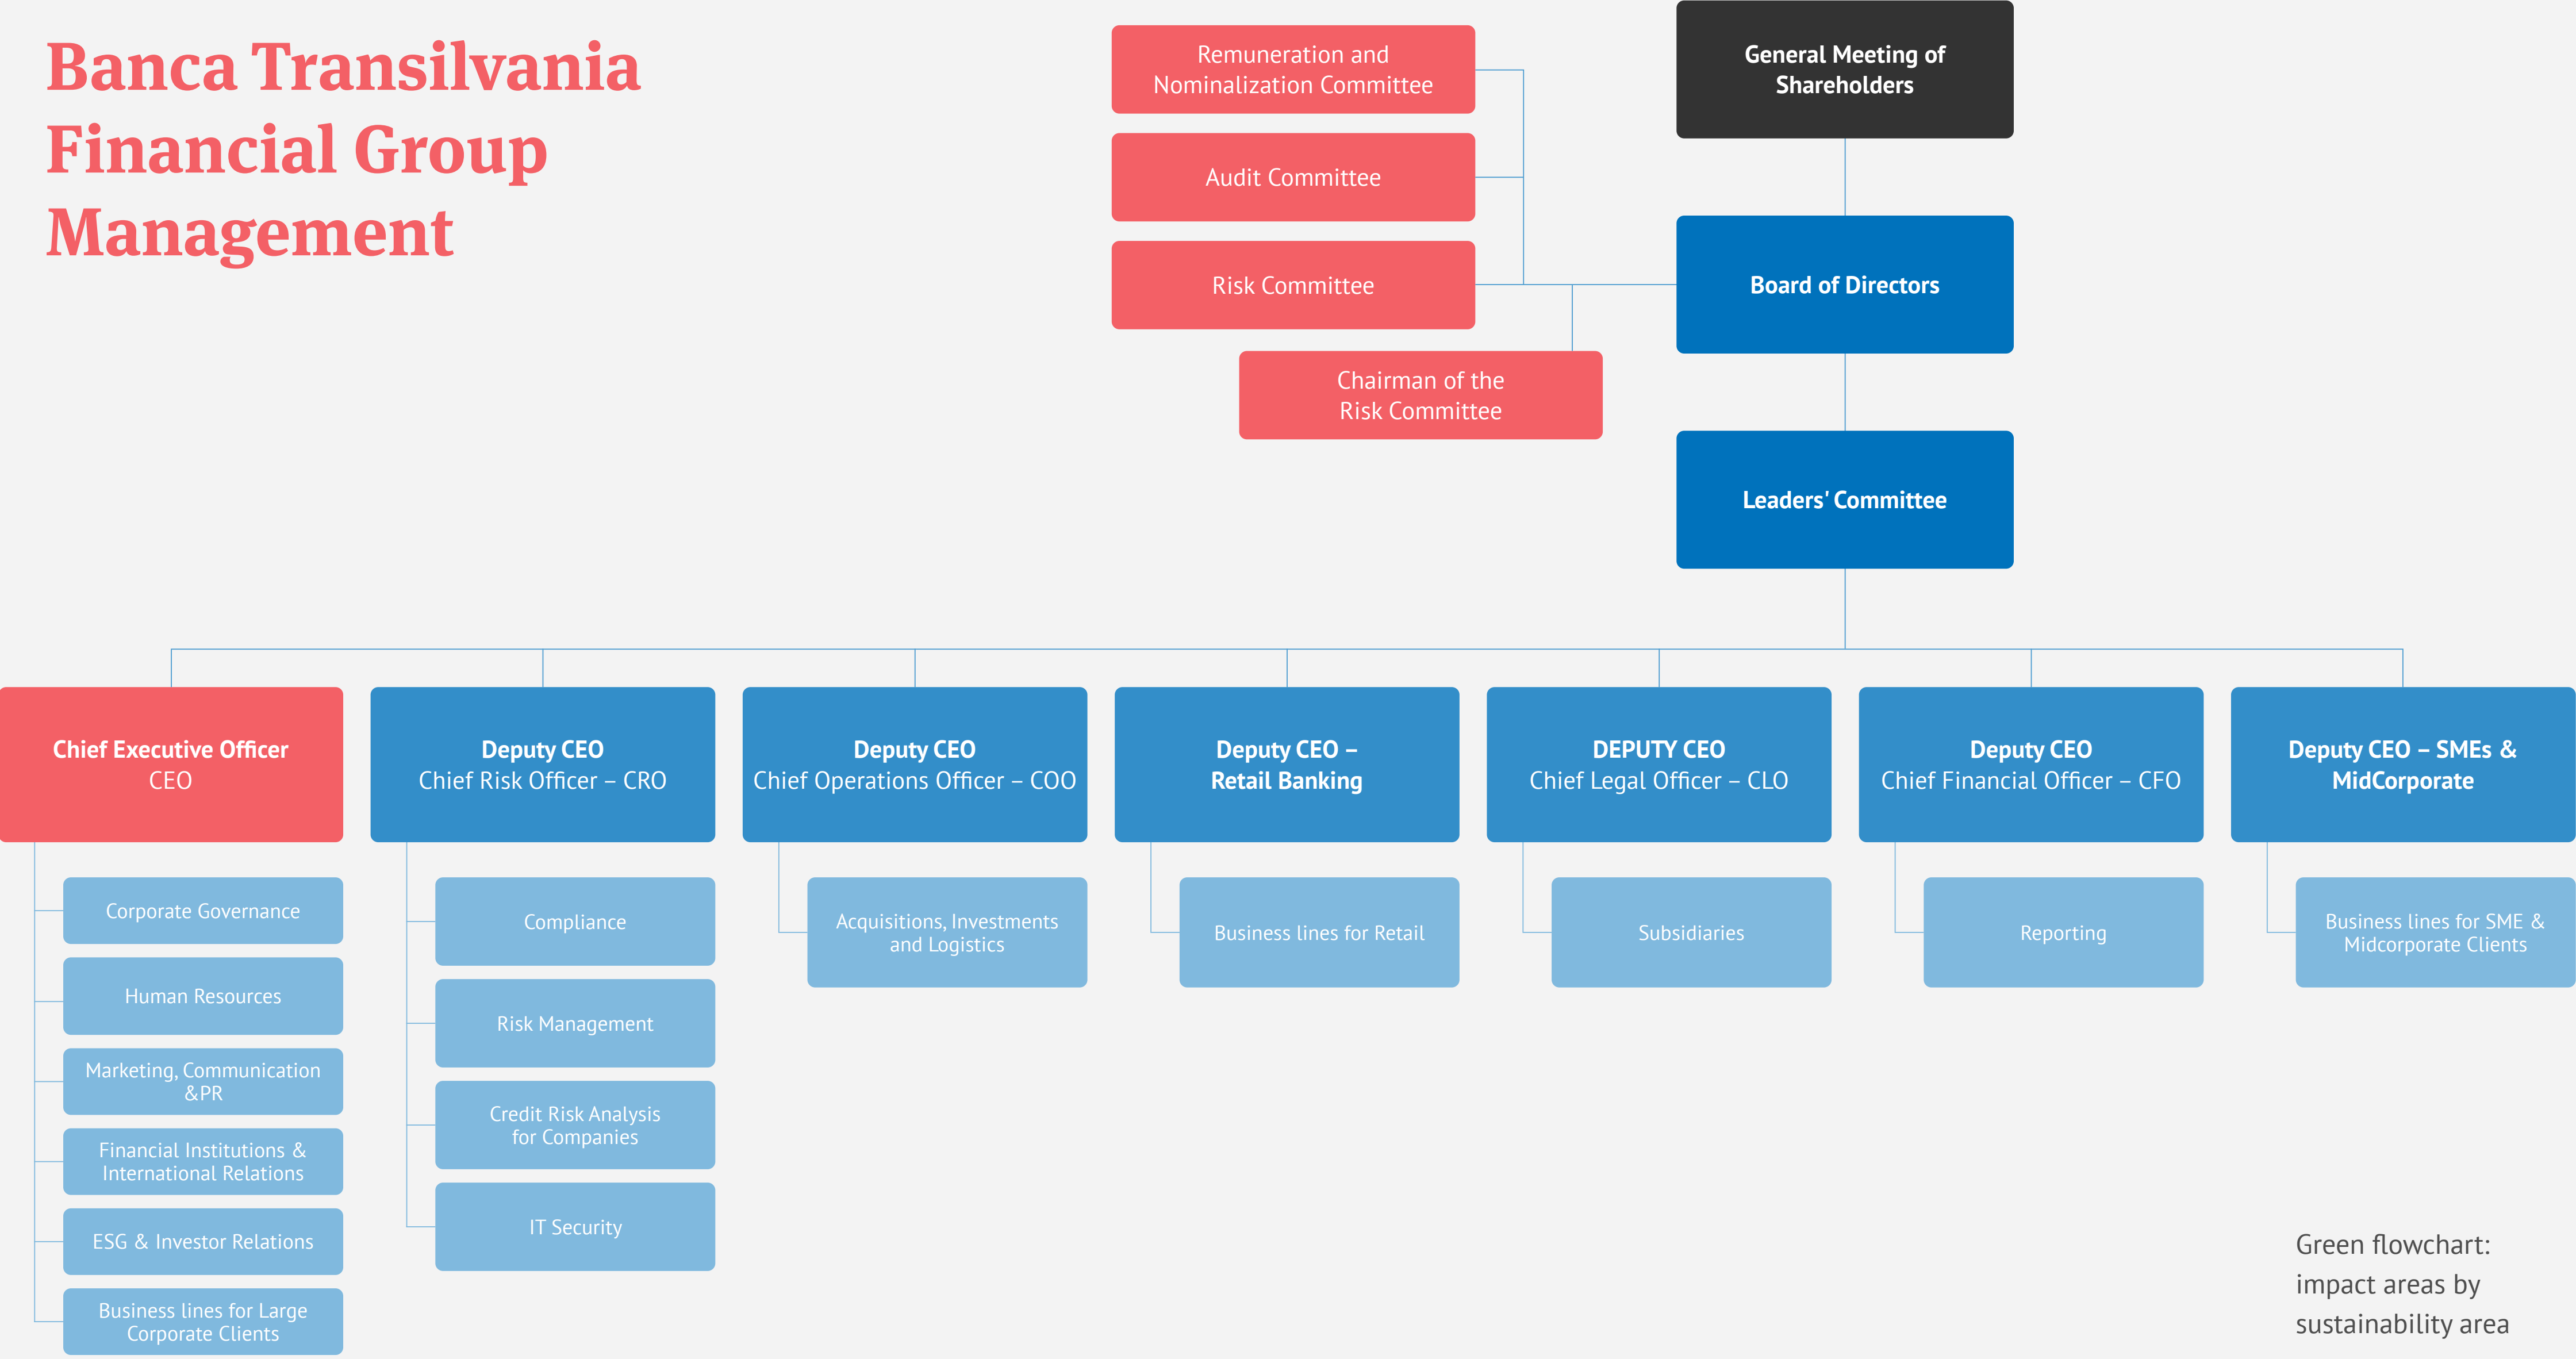 Banca Transilvania
Financial Group
Management
Remuneration and
Nominalization Committee
Audit Committee
Risk Committee
Chairman of the
Risk Committee
General Meeting of
Shareholders
Board of Directors
Leaders' Committee
Chief Executive Officer
CEO
Corporate Governance
Human Resources
Marketing, Communication
&PR
Financial Institutions &
International Relations
ESG & Investor Relations
Business lines for Large
Corporate Clients
Deputy CEO
Chief Risk Officer – CRO
Compliance
Risk Management
Credit Risk Analysis
for Companies
IT Security
Deputy CEO
Chief Operations Officer – COO
Acquisitions, Investments
and Logistics
Deputy CEO –
Retail Banking
Business lines for Retail
DEPUTY CEO
Chief Legal Officer – CLO
Subsidiaries
Deputy CEO
Chief Financial Officer – CFO
Reporting
Deputy CEO – SMEs &
MidCorporate
Business lines for SME &
Midcorporate Clients
Green flowchart:
impact areas by
sustainability area